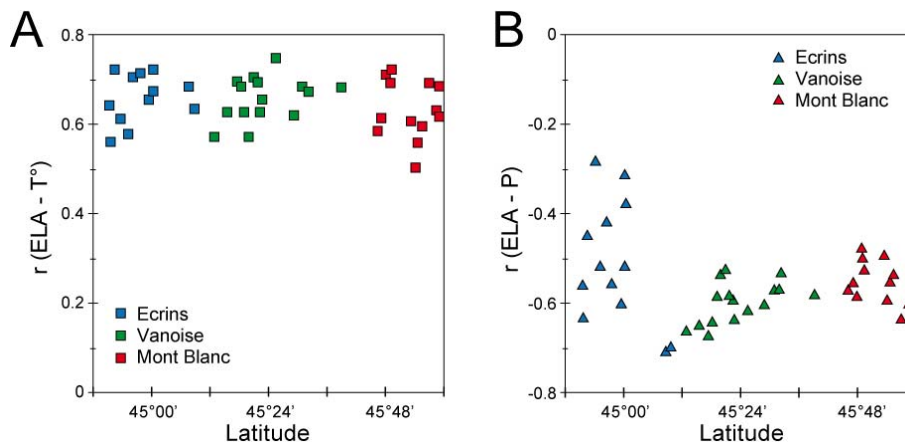 A
r (ELA - T°)
0.8
0.6
0.4
0.2
0
Ecrins
Vanoise
Mont Blanc
45°00'
45°24'
45°48'
Latitude
B
r (ELA - P)
0
-0.2
-0.4
-0.6
-0.8
Ecrins
Vanoise
Mont Blanc
45°00'
45°24'
45°48'
Latitude